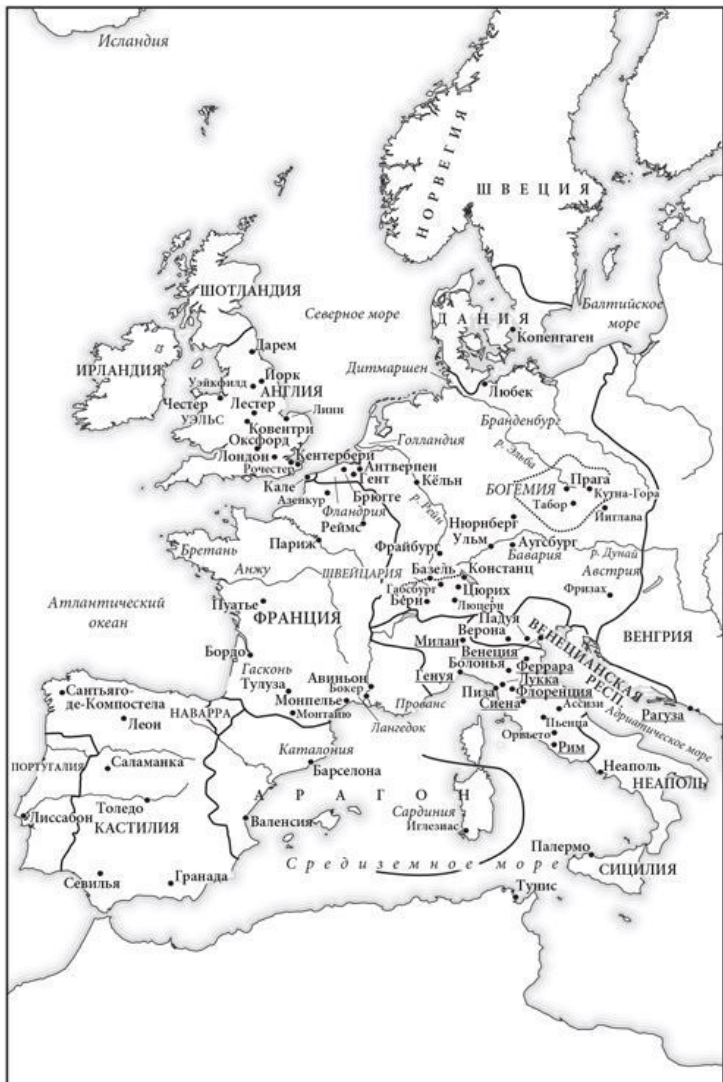 Исландия
НОРВЕГИЯ
ШВЕЦИЯ
ШОТЛАНДИЯ
Северное море
Балтийское
море
ДАНИЯ
Копенгаген
Дарем
ИРЛАНДИЯ
Дитмаршен
Йорк
Уэйкфилд
АНГЛИЯ
Любек
Честер
Лестер
Линн
УЭЛЬС
Ковентри
Бранденбург
Оксфорд
Голландия
р. Эльба
Лондон
Кентербери
Рочестер
Антверпен
Гент
Кёльн
Прага
Кале
БОГЕМИЯ
Кутна-Гора
Азенкур
Брюгге
Табор
Фландрия
р. Рейн
Йиглава
Реймс
Нюрнберг
Париж
Фрайбург
Ульм
Аугсбург
Бретань
Бавария
р. Дунай
Анжу
ШВЕЙЦАРИЯ
Базель
Констанц
Австрия
Габсбург
Цюрих
Фризах
Атлантический
океан
Пуатье
Берн
Люцерн
ФРАНЦИЯ
Падуя
ВЕНГРИЯ
Милан
Верона
ВЕНЕЦИАНСКАЯ
РЕСП.
Бордо
Венеция
Болонья
Феррара
Гасконь
Авиньон
Генуя
Лукка
Тулуза
Бокер
Пиза
Флоренция
Сантьяго-
де-Компостела
Монпелье
Прованс
Сиена
Ассизи
Рагуза
НАВАРРА
Монтайю
Лангедок
Пьенца
Адриатическое море
Леон
Орвьето
Каталония
Рим
ПОРТУГАЛИЯ
Саламанка
Барселона
Неаполь
НЕАПОЛЬ
АРАГОН
Толедо
Сардиния
Лиссабон
КАСТИЛИЯ
Валенсия
Иглезиас
Палермо
Средиземное море
СИЦИЛИЯ
Севилья
Гранада
Тунис